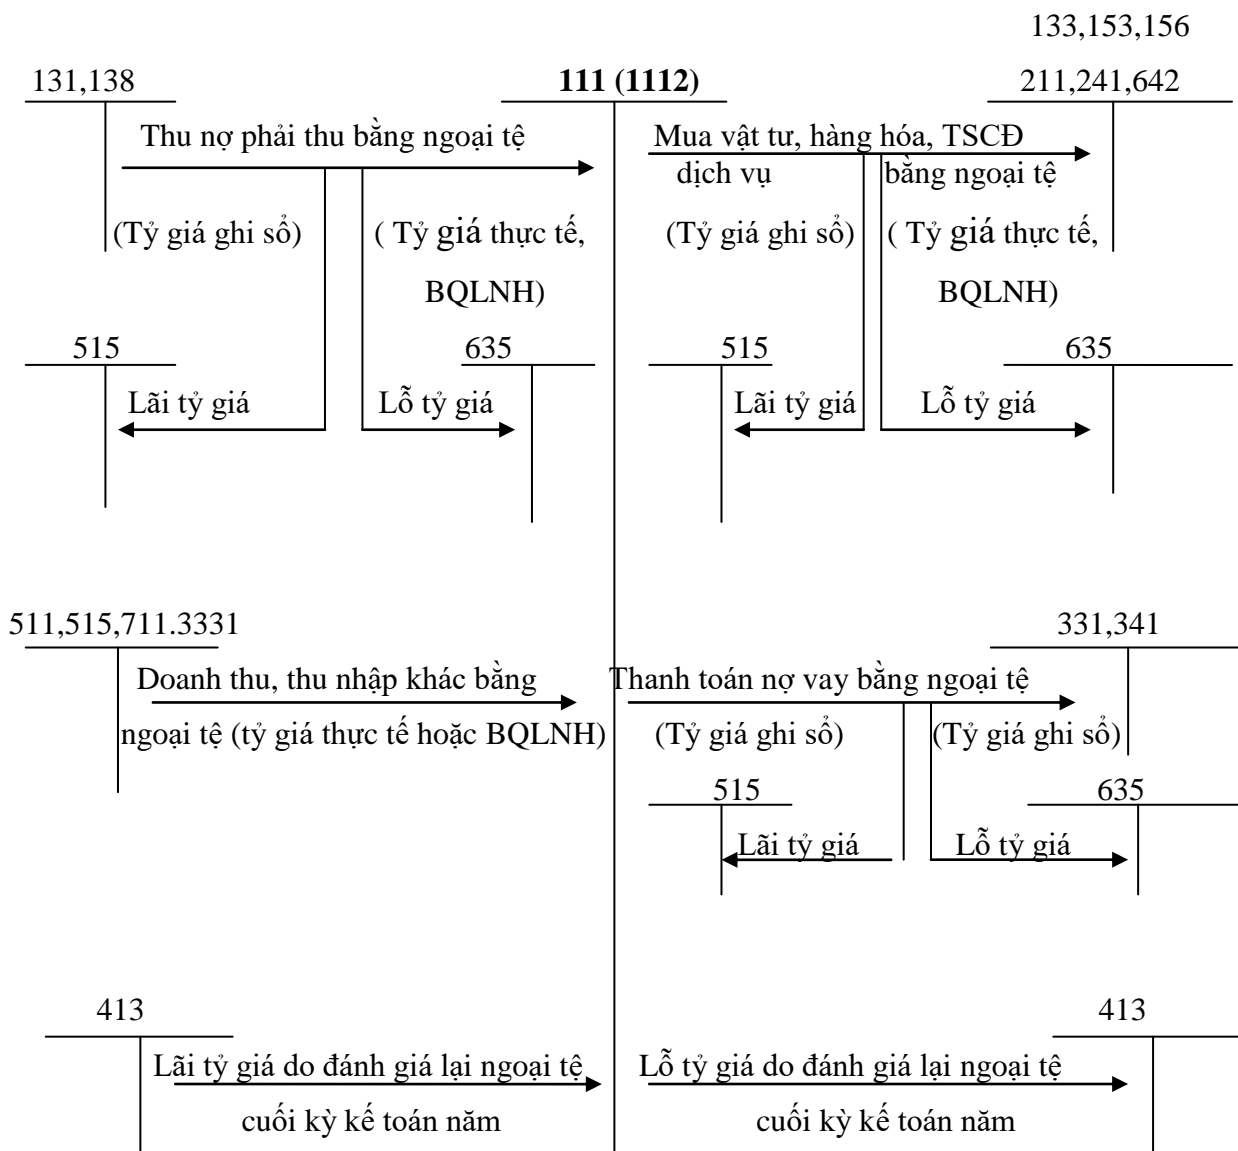 133,153,156
131,138
111 (1112)
211,241,642
Thu nợ phải thu bằng ngoại tệ
Mua vật tư, hàng hóa, TSCĐ
dịch vụ bằng ngoại tệ
(Tỷ giá ghi sổ) ( Tỷ giá thực tế,
BQLNH)
(Tỷ giá ghi sổ) ( Tỷ giá thực tế,
BQLNH)
515
635
515
635
Lãi tỷ giá
Lỗ tỷ giá
Lãi tỷ giá
Lỗ tỷ giá
511,515,711.3331
331,341
Doanh thu, thu nhập khác bằng
ngoại tệ (tỷ giá thực tế hoặc BQLNH)
Thanh toán nợ vay bằng ngoại tệ
(Tỷ giá ghi sổ) (Tỷ giá ghi sổ)
515
635
Lãi tỷ giá
Lỗ tỷ giá
413
413
Lãi tỷ giá do đánh giá lại ngoại tệ
cuối kỳ kế toán năm
Lỗ tỷ giá do đánh giá lại ngoại tệ
cuối kỳ kế toán năm